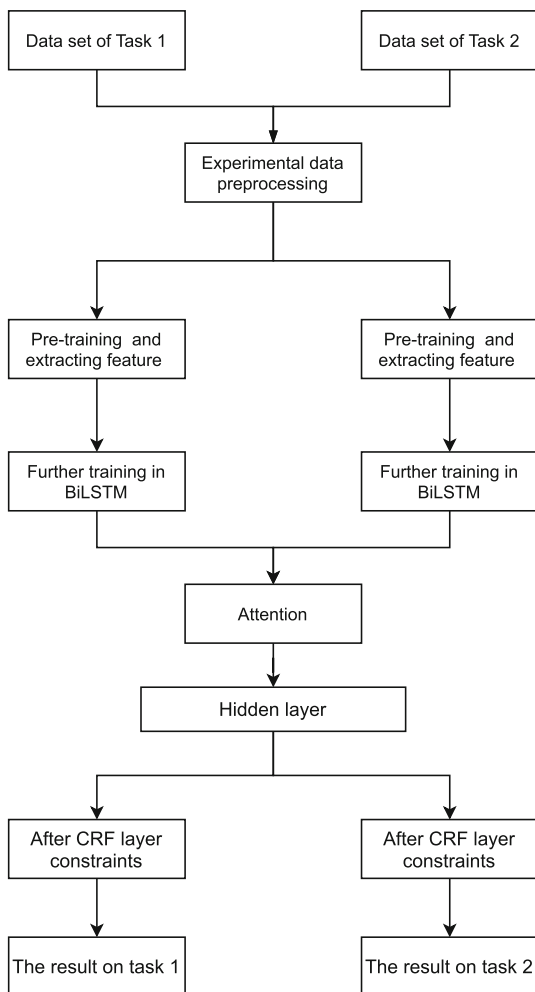 Data set of Task 1
Data set of Task 2
Experimental data
preprocessing
Pre-training and
extracting feature
Pre-training and
extracting feature
Further training in
BiLSTM
Further training in
BiLSTM
Attention
Hidden layer
After CRF layer
constraints
After CRF layer
constraints
The result on task 1
The result on task 2